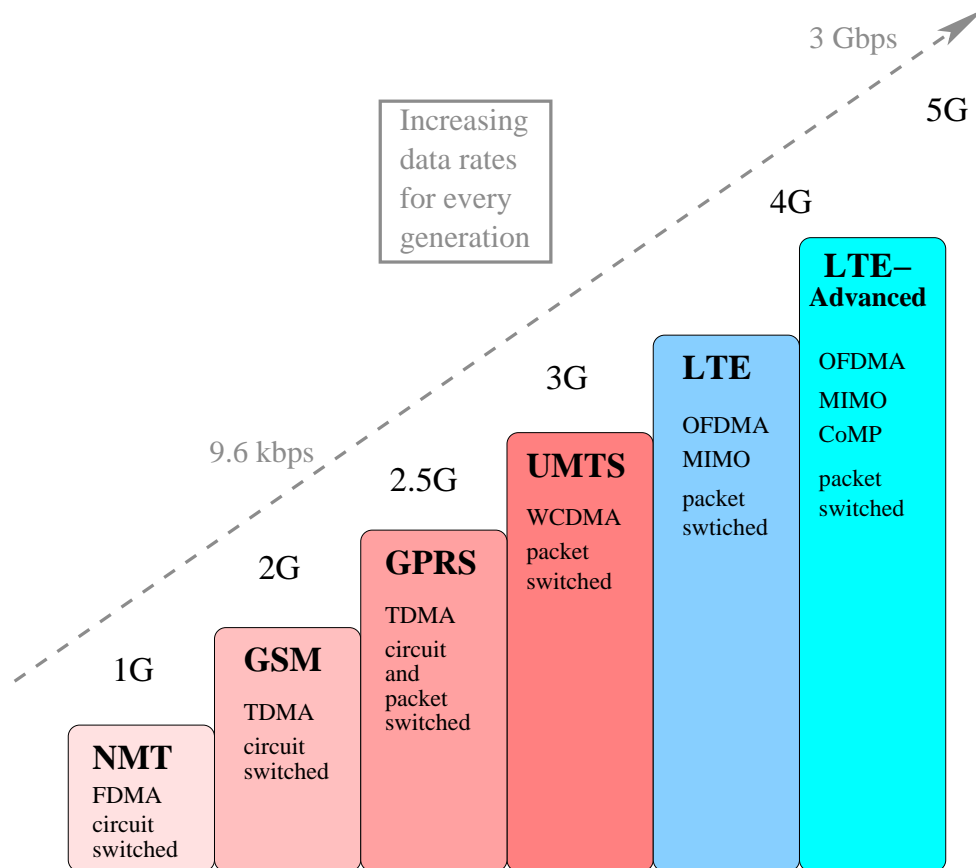 3 Gbps
Increasing
data rates
for every
generation
5G
4G
LTE–
Advanced
OFDMA
MIMO
CoMP
packet
switched
3G
LTE
OFDMA
MIMO
packet
swtiched
9.6 kbps
2.5G
UMTS
WCDMA
packet
switched
2G
GPRS
TDMA
circuit
and
packet
switched
1G
GSM
TDMA
circuit
switched
NMT
FDMA
circuit
switched